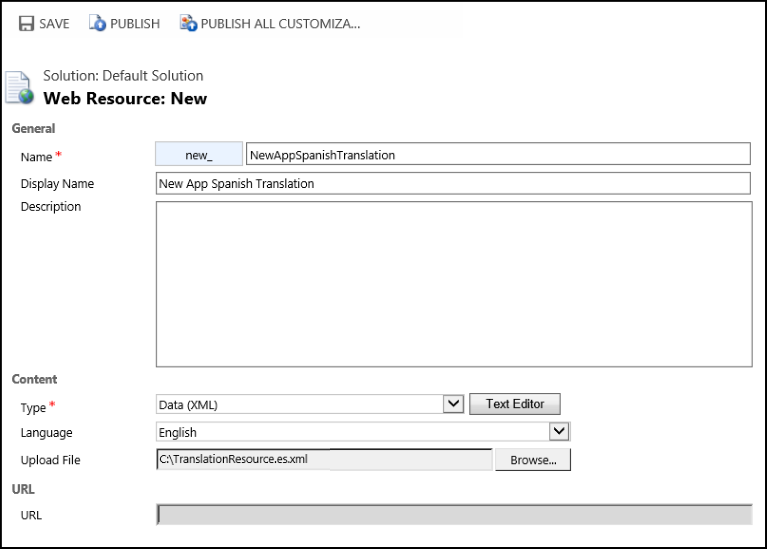 SAVE PUBLISH PUBLISH ALL CUSTOMIZA...
Solution: Default Solution
Web Resource: New
General
Name * new_ NewAppSpanishTranslation
Display Name New App Spanish Translation
Description
Content
Type * Data (XML) Text Editor
Language English
Upload File C:\TranslationResource.es.xml Browse...
URL
URL